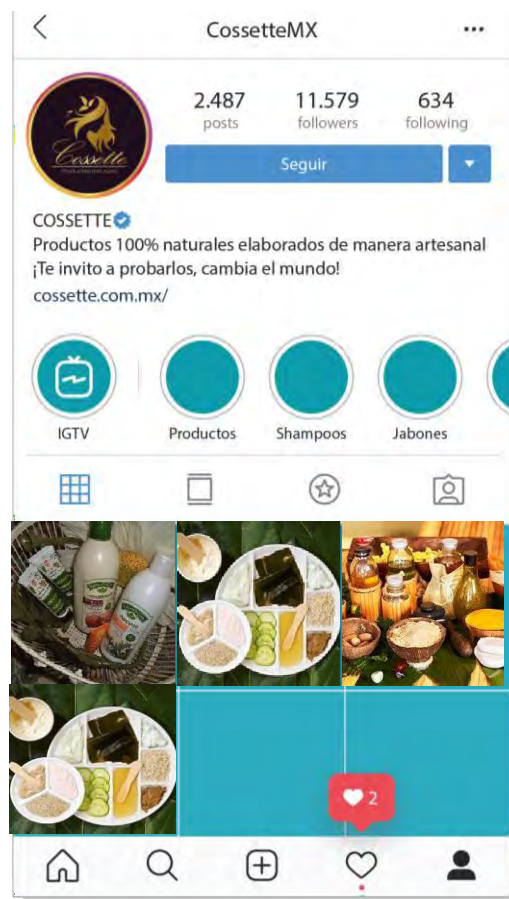 CossetteMX
2.487 11.579 634
posts followers following
Cossette
Seguir
COSSETTE
Productos 100% naturales elaborados de manera artesanal
¡Te invito a probarlos, cambia el mundo!
cossette.com.mx/
IGTV Productos Shampoos Jabones
2